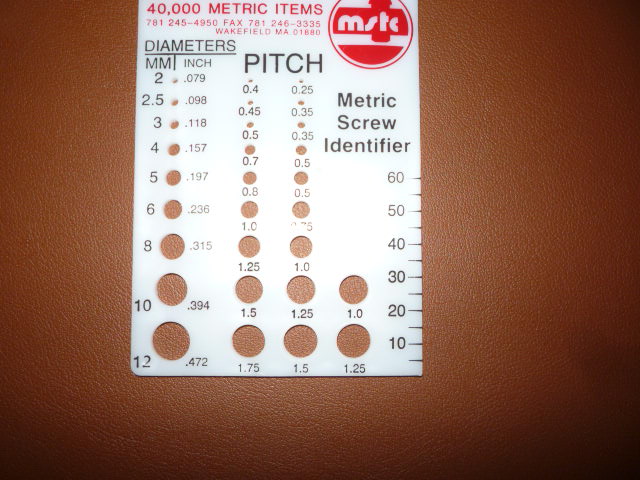 40,000 METRIC ITEMS
781 245-4950 FAX 781 246-3335
WAKEFIELD MA 01880
mstc
DIAMETERS
MM INCH PITCH
2 .079 0.4 0.25
2.5 .098 0.45 0.35
3 .118 0.5 0.35
4 .157 0.7 0.5
5 .197 0.8 0.5
6 .236 1.0 0.75
8 .315 1.25 1.0
10 .394 1.5 1.25 1.0
12 .472 1.75 1.5 1.25
Metric
Screw
Identifier
60
50
40
30
20
10